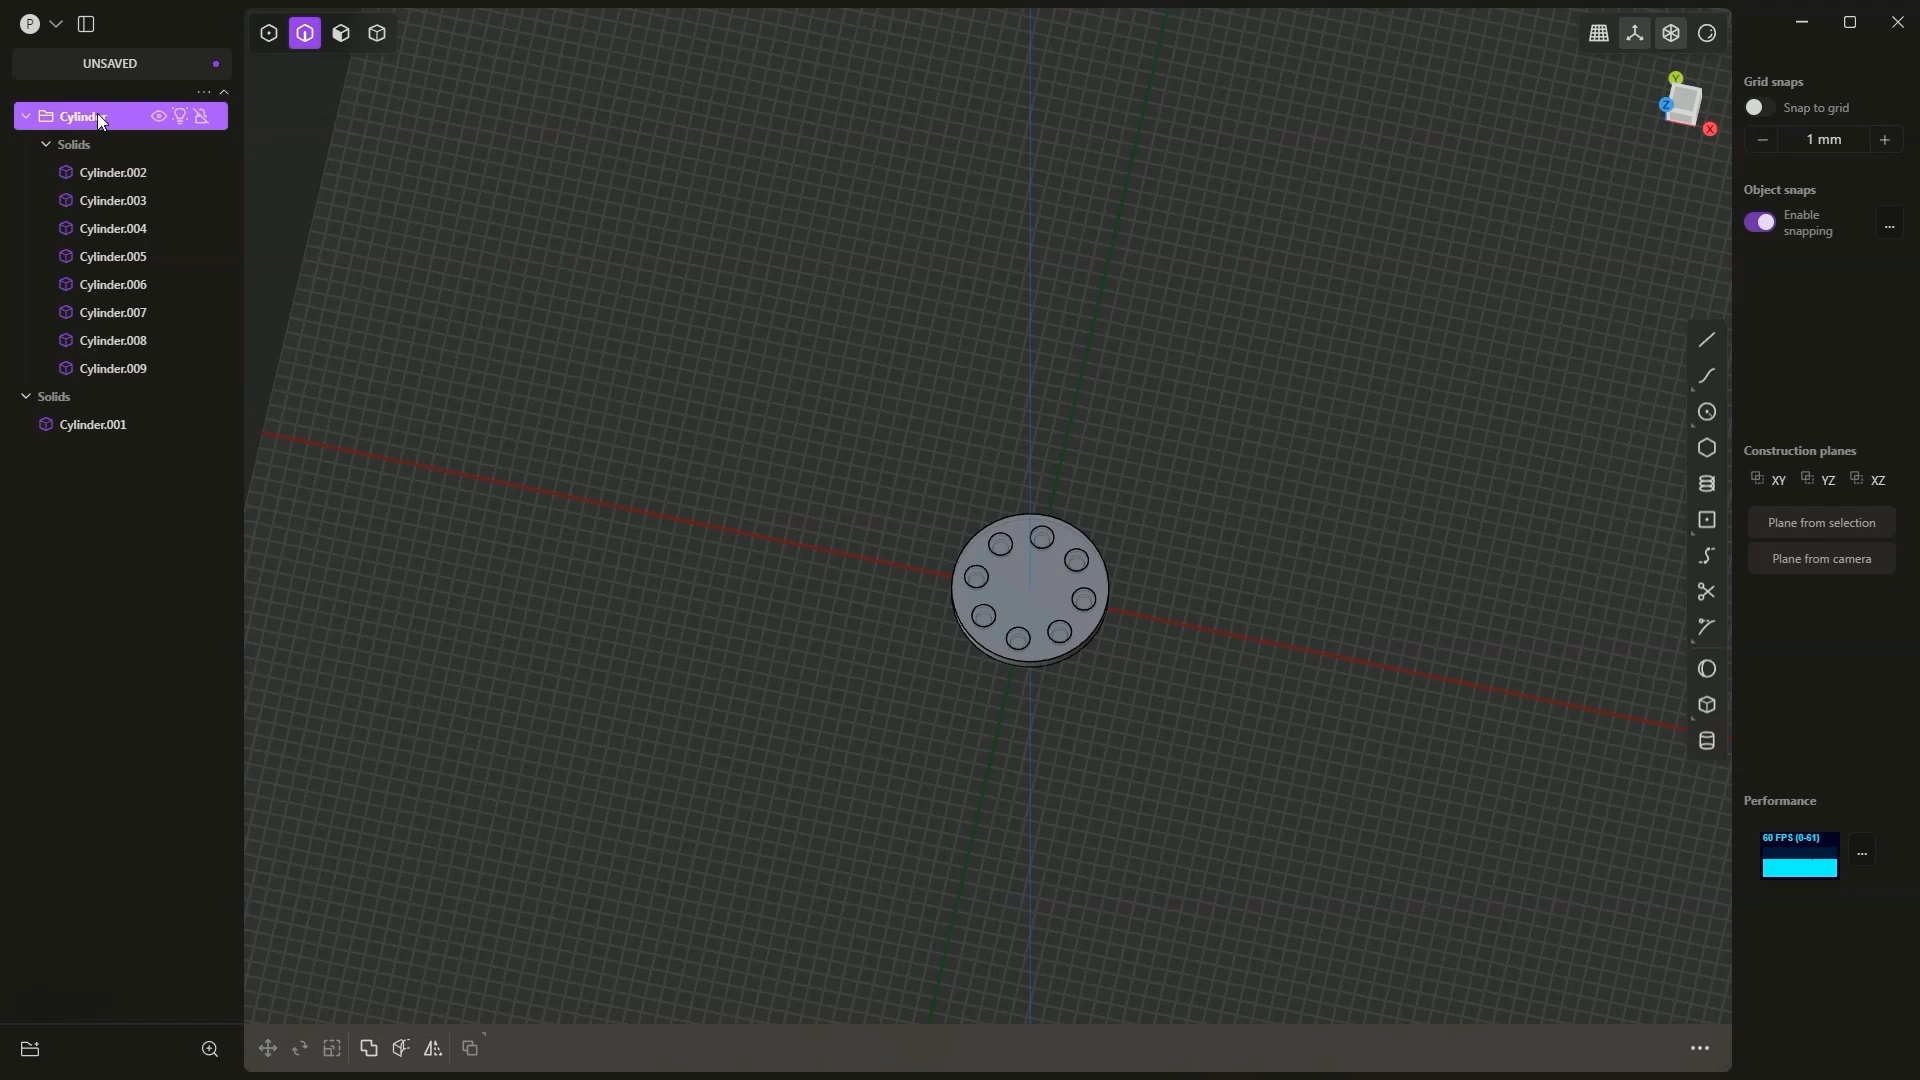 P
UNSAVED
Cylinder
Solids
Cylinder.002
Cylinder.003
Cylinder.004
Cylinder.005
Cylinder.006
Cylinder.007
Cylinder.008
Cylinder.009
Solids
Cylinder.001
Y
Z
X
Grid snaps
Snap to grid
1 mm
Object snaps
Enable
snapping
...
Construction planes
XY YZ XZ
Plane from selection
Plane from camera
Performance
60 FPS (0-61)
...